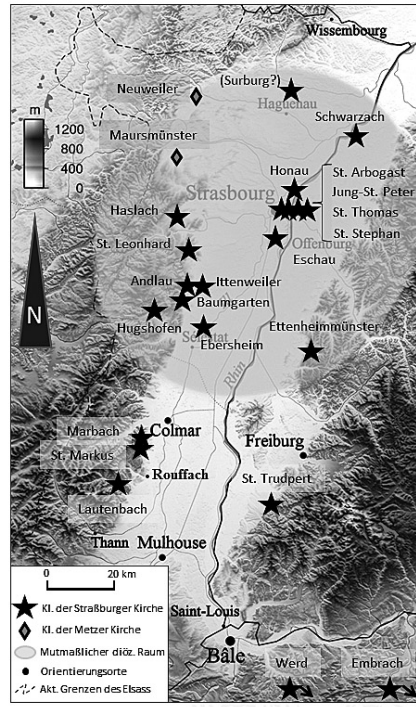 Wissembourg
Neuweiler
(Surburg?)
Haguenau
Schwarzach
m
1200
800
400
0
Maursmünster
Honau
St. Arbogast
Strasbourg
Jung-St. Peter
Haslach
St. Thomas
St. Stephan
St. Leonhard
Offenburg
Eschau
N
Andlau
Ittenweiler
Baumgarten
Hugshofen
Ettenheimmünster
Sélestat
Ebersheim
Rhin
Marbach
Colmar
St. Markus
Freiburg
Rouffach
St. Trudpert
Lautenbach
Thann
Mulhouse
0 20 km
Kl. der Straßburger Kirche
Saint-Louis
Kl. der Metzer Kirche
Mutmaßlicher diöz. Raum
Bâle
Orientierungsorte
Werd
Embrach
Akt. Grenzen des Elsass